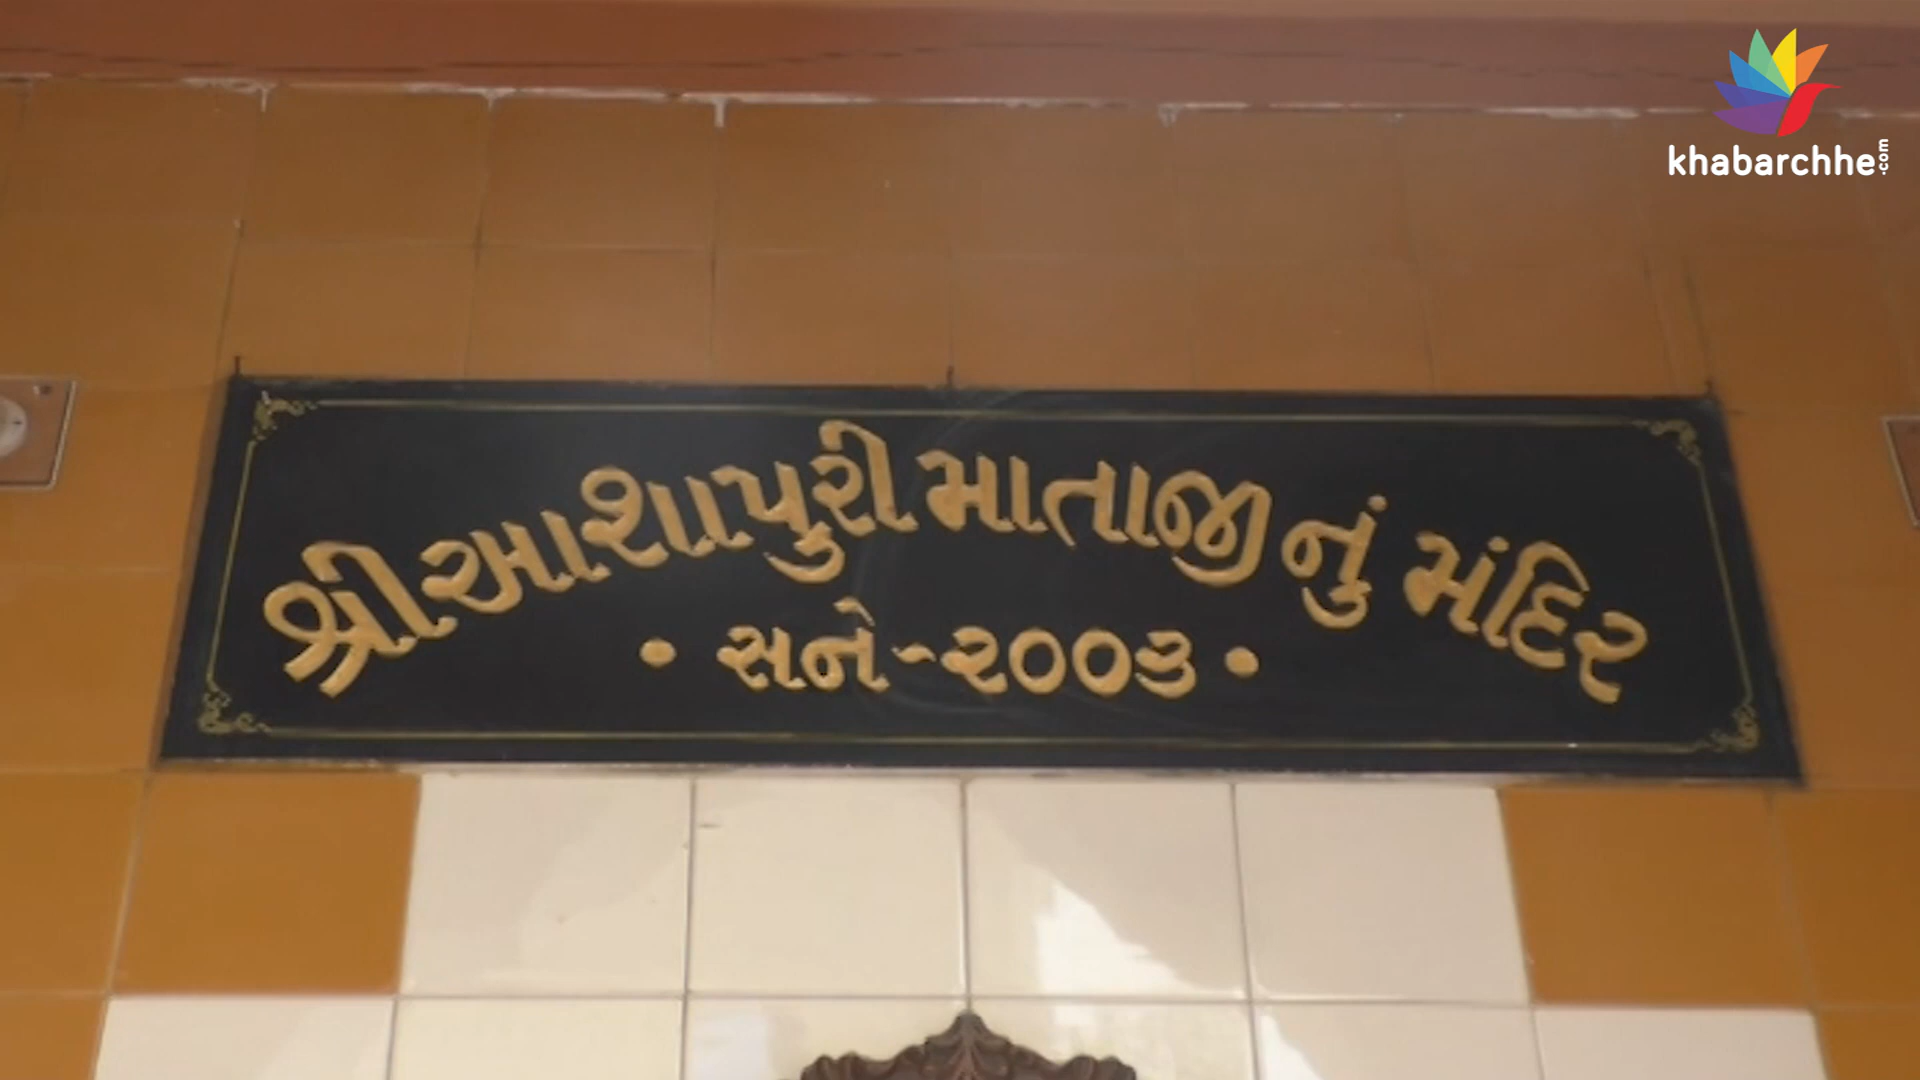 શ્રી આશાપુરી માતાજી નું મંદિર
• સને-૨૦૦૩ •
khabarchhe.com